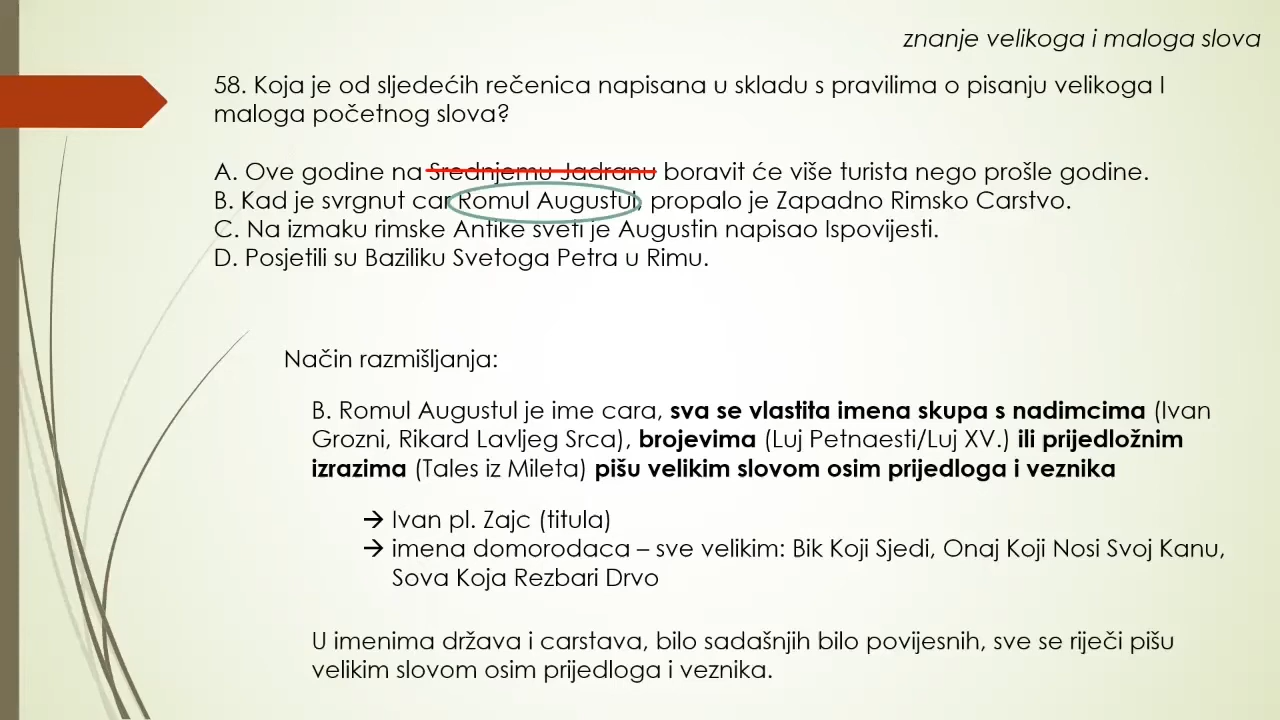 znanje velikoga i maloga slova
58. Koja je od sljedećih rečenica napisana u skladu s pravilima o pisanju velikoga I
maloga početnog slova?
A. Ove godine na Srednjemu Jadranu boravit će više turista nego prošle godine.
B. Kad je svrgnut car Romul Augustul, propalo je Zapadno Rimsko Carstvo.
C. Na izmaku rimske Antike sveti je Augustin napisao Ispovijesti.
D. Posjetili su Baziliku Svetoga Petra u Rimu.
Način razmišljanja:
B. Romul Augustul je ime cara, sva se vlastita imena skupa s nadimcima (Ivan
Grozni, Rikard Lavljeg Srca), brojevima (Luj Petnaesti/Luj XV.) ili prijedložnim
izrazima (Tales iz Mileta) pišu velikim slovom osim prijedloga i veznika
→ Ivan pl. Zajc (titula)
→ imena domorodaca – sve velikim: Bik Koji Sjedi, Onaj Koji Nosi Svoj Kanu,
Sova Koja Rezbari Drvo
U imenima država i carstava, bilo sadašnjih bilo povijesnih, sve se riječi pišu
velikim slovom osim prijedloga i veznika.